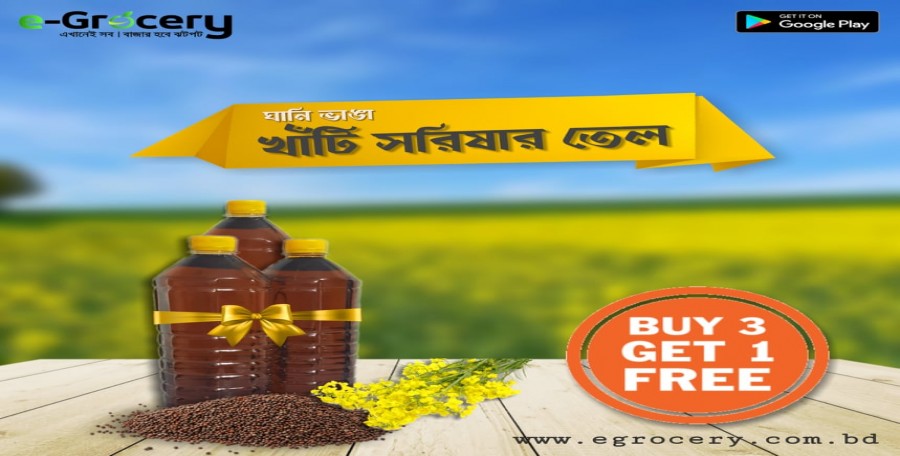 e-Grocery
এখানেই সব | বাজার হবে ঝটপট
GET IT ON
Google Play
ঘানি ভাঙা
খাঁটি সরিষার তেল
BUY 3
GET 1
FREE
www.egrocery.com.bd